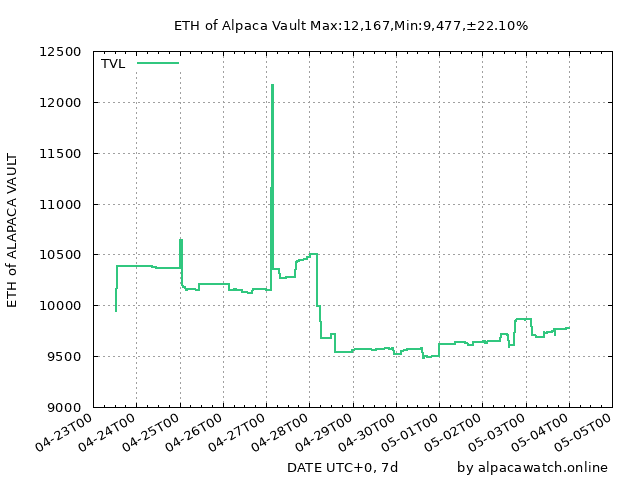 ETH of Alpaca Vault Max:12,167,Min:9,477,±22.10%
TVL
12500
12000
11500
11000
10500
10000
9500
9000
ETH of ALAPACA VAULT
04-23T00
04-24T00
04-25T00
04-26T00
04-27T00
04-28T00
04-29T00
04-30T00
05-01T00
05-02T00
05-03T00
05-04T00
05-05T00
DATE UTC+0, 7d
by alpacawatch.online